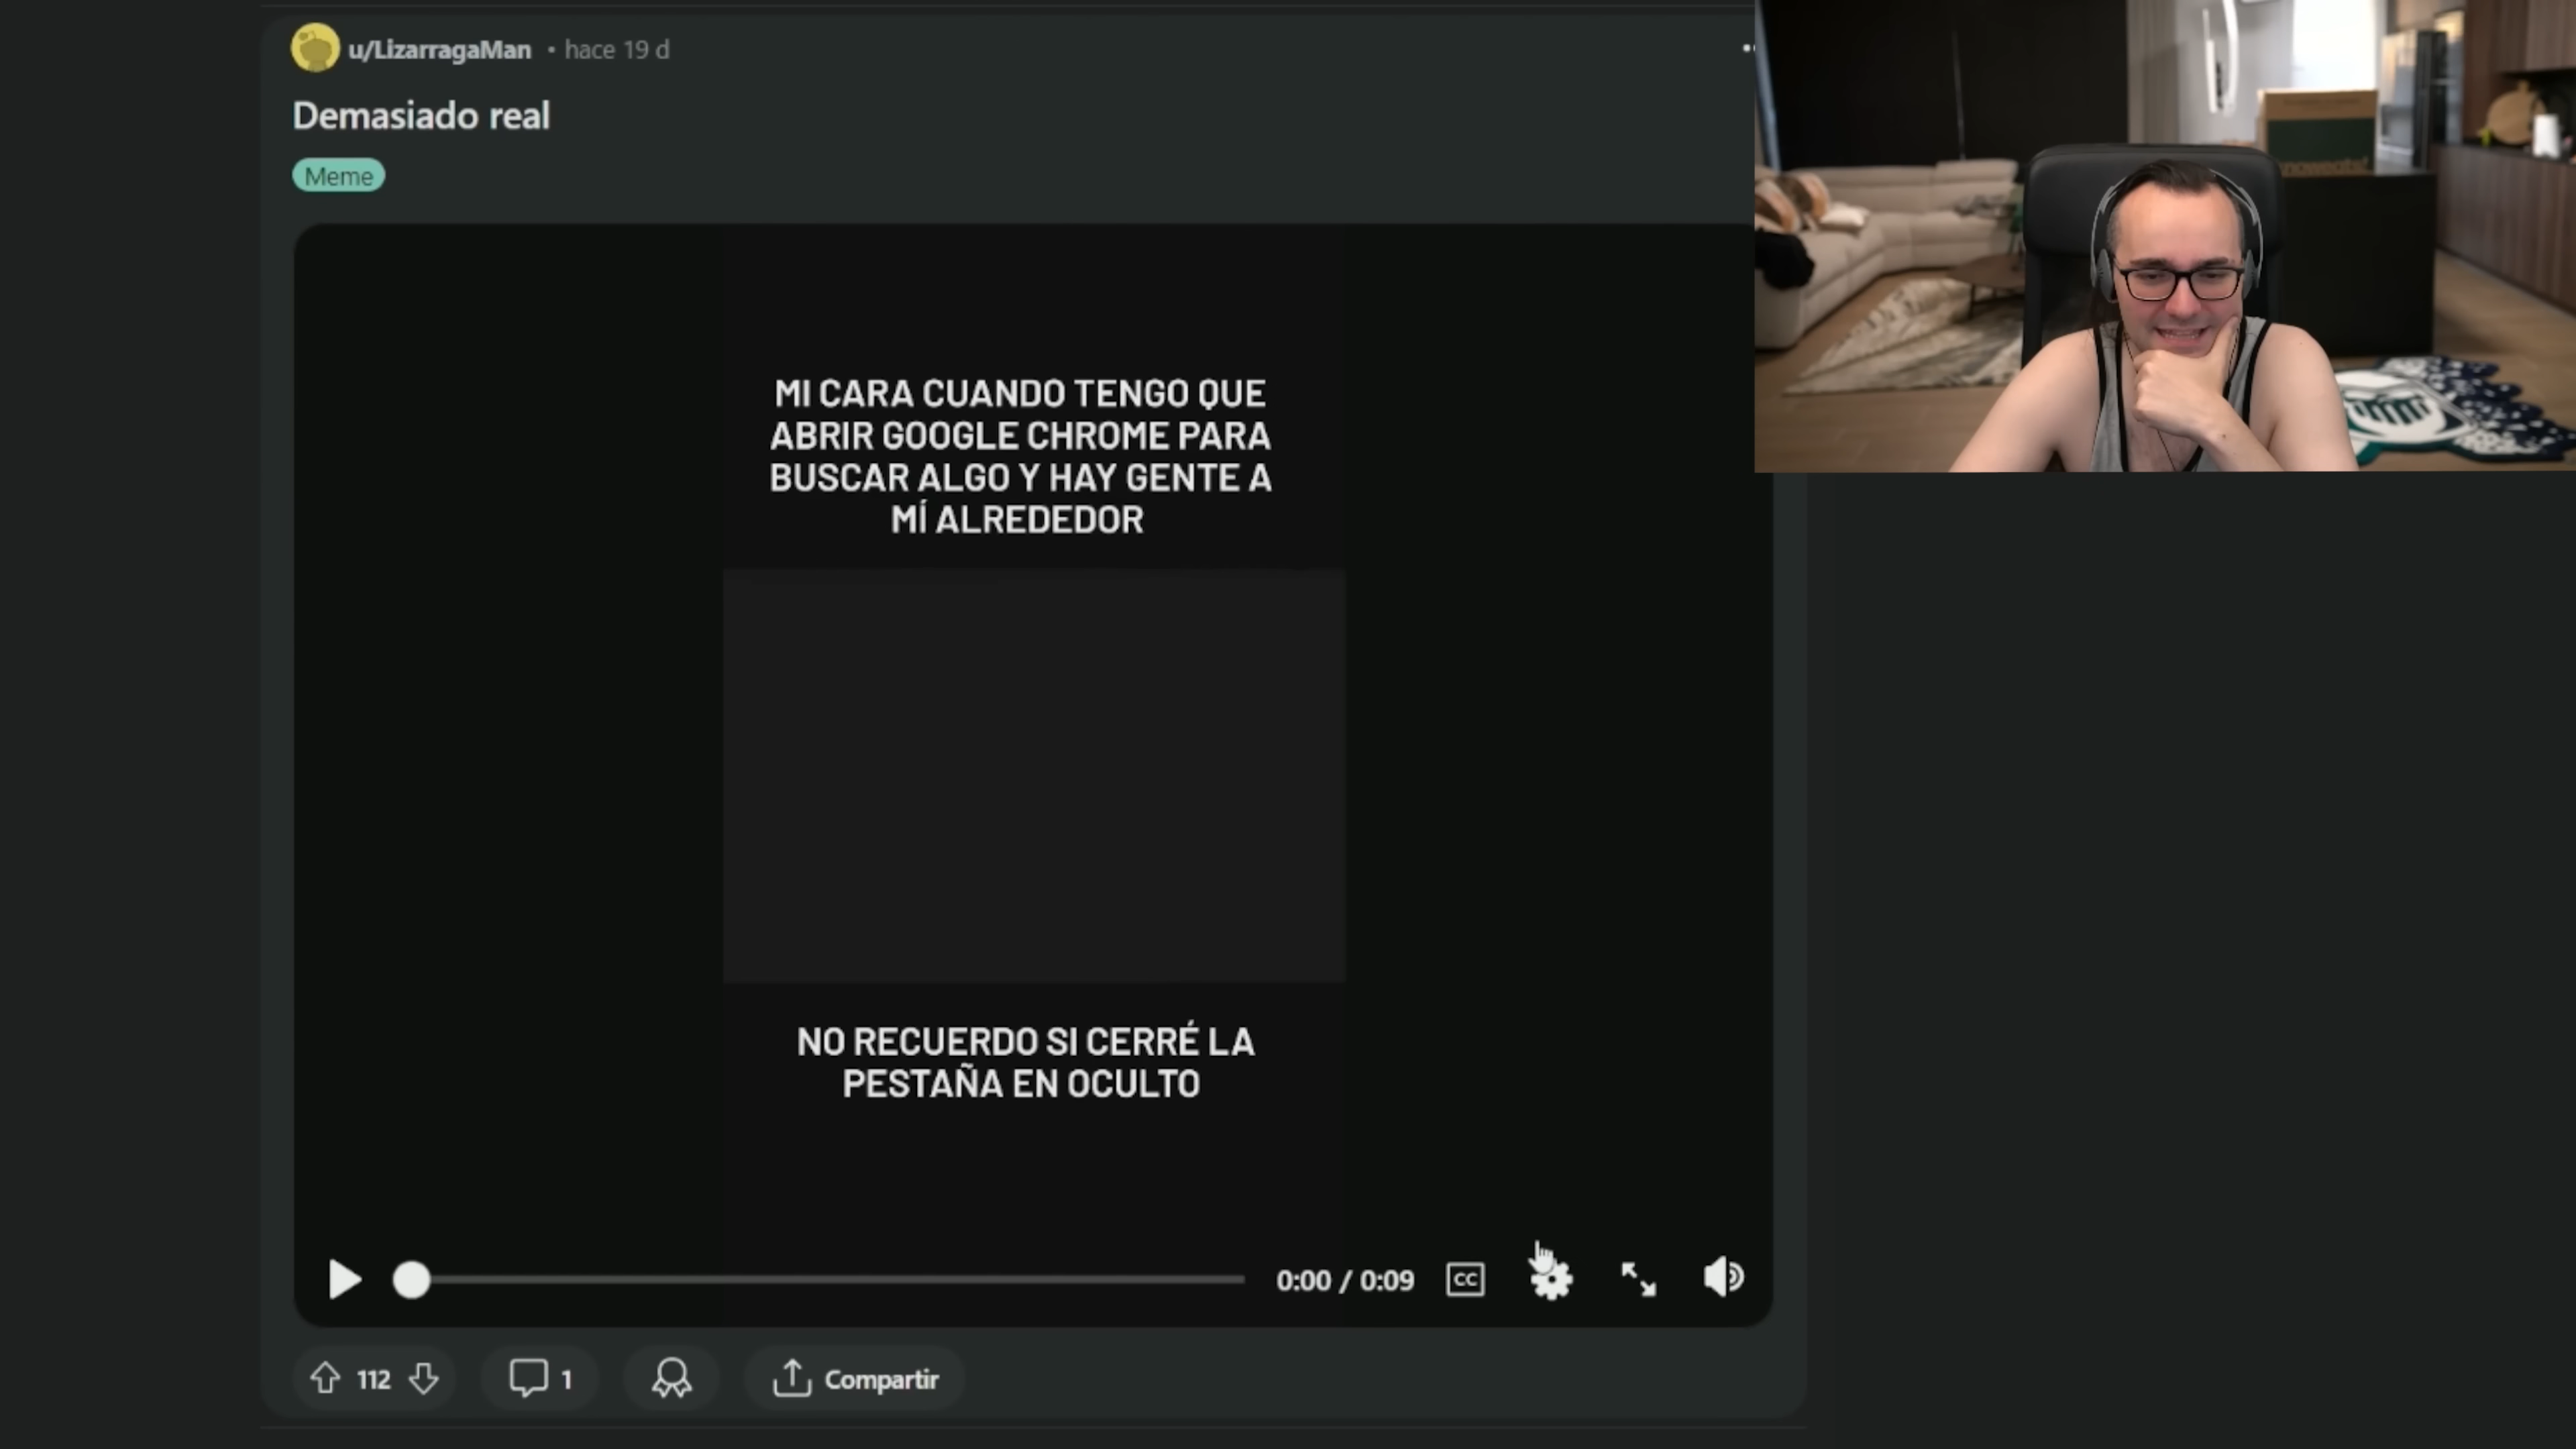 u/LizarragaMan • hace 19 d
Demasiado real
Meme
MI CARA CUANDO TENGO QUE
ABRIR GOOGLE CHROME PARA
BUSCAR ALGO Y HAY GENTE A
MÍ ALREDEDOR
NO RECUERDO SI CERRÉ LA
PESTAÑA EN OCULTO
0:00 / 0:09
CC
112
1
Compartir